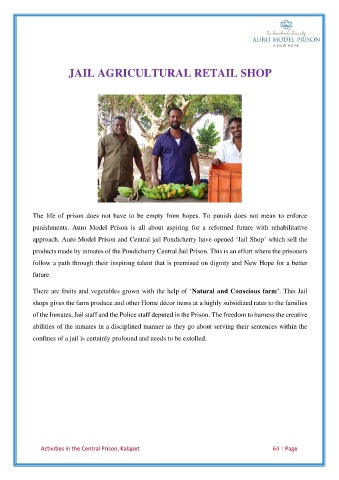 Sri Aurobindo Society
AURO MODEL PRISON
A NEW HOPE
JAIL AGRICULTURAL RETAIL SHOP
The life of prison does not have to be empty from hopes. To punish does not mean to enforce
punishments. Auro Model Prison is all about aspiring for a reformed future with rehabilitative
approach. Auro Model Prison and Central jail Pondicherry have opened 'Jail Shop' which sell the
products made by inmates of the Pondicherry Central Jail Prison. This is an effort where the prisoners
follow a path through their inspiring talent that is premised on dignity and New Hope for a better
future.
There are fruits and vegetables grown with the help of 'Natural and Conscious farm'. This Jail
shops gives the farm produce and other Home décor items at a highly subsidized rates to the families
of the Inmates, Jail staff and the Police staff deputed in the Prison. The freedom to harness the creative
abilities of the inmates in a disciplined manner as they go about serving their sentences within the
confines of a jail is certainly profound and needs to be extolled.
Activities in the Central Prison, Kalapet 64 | Page